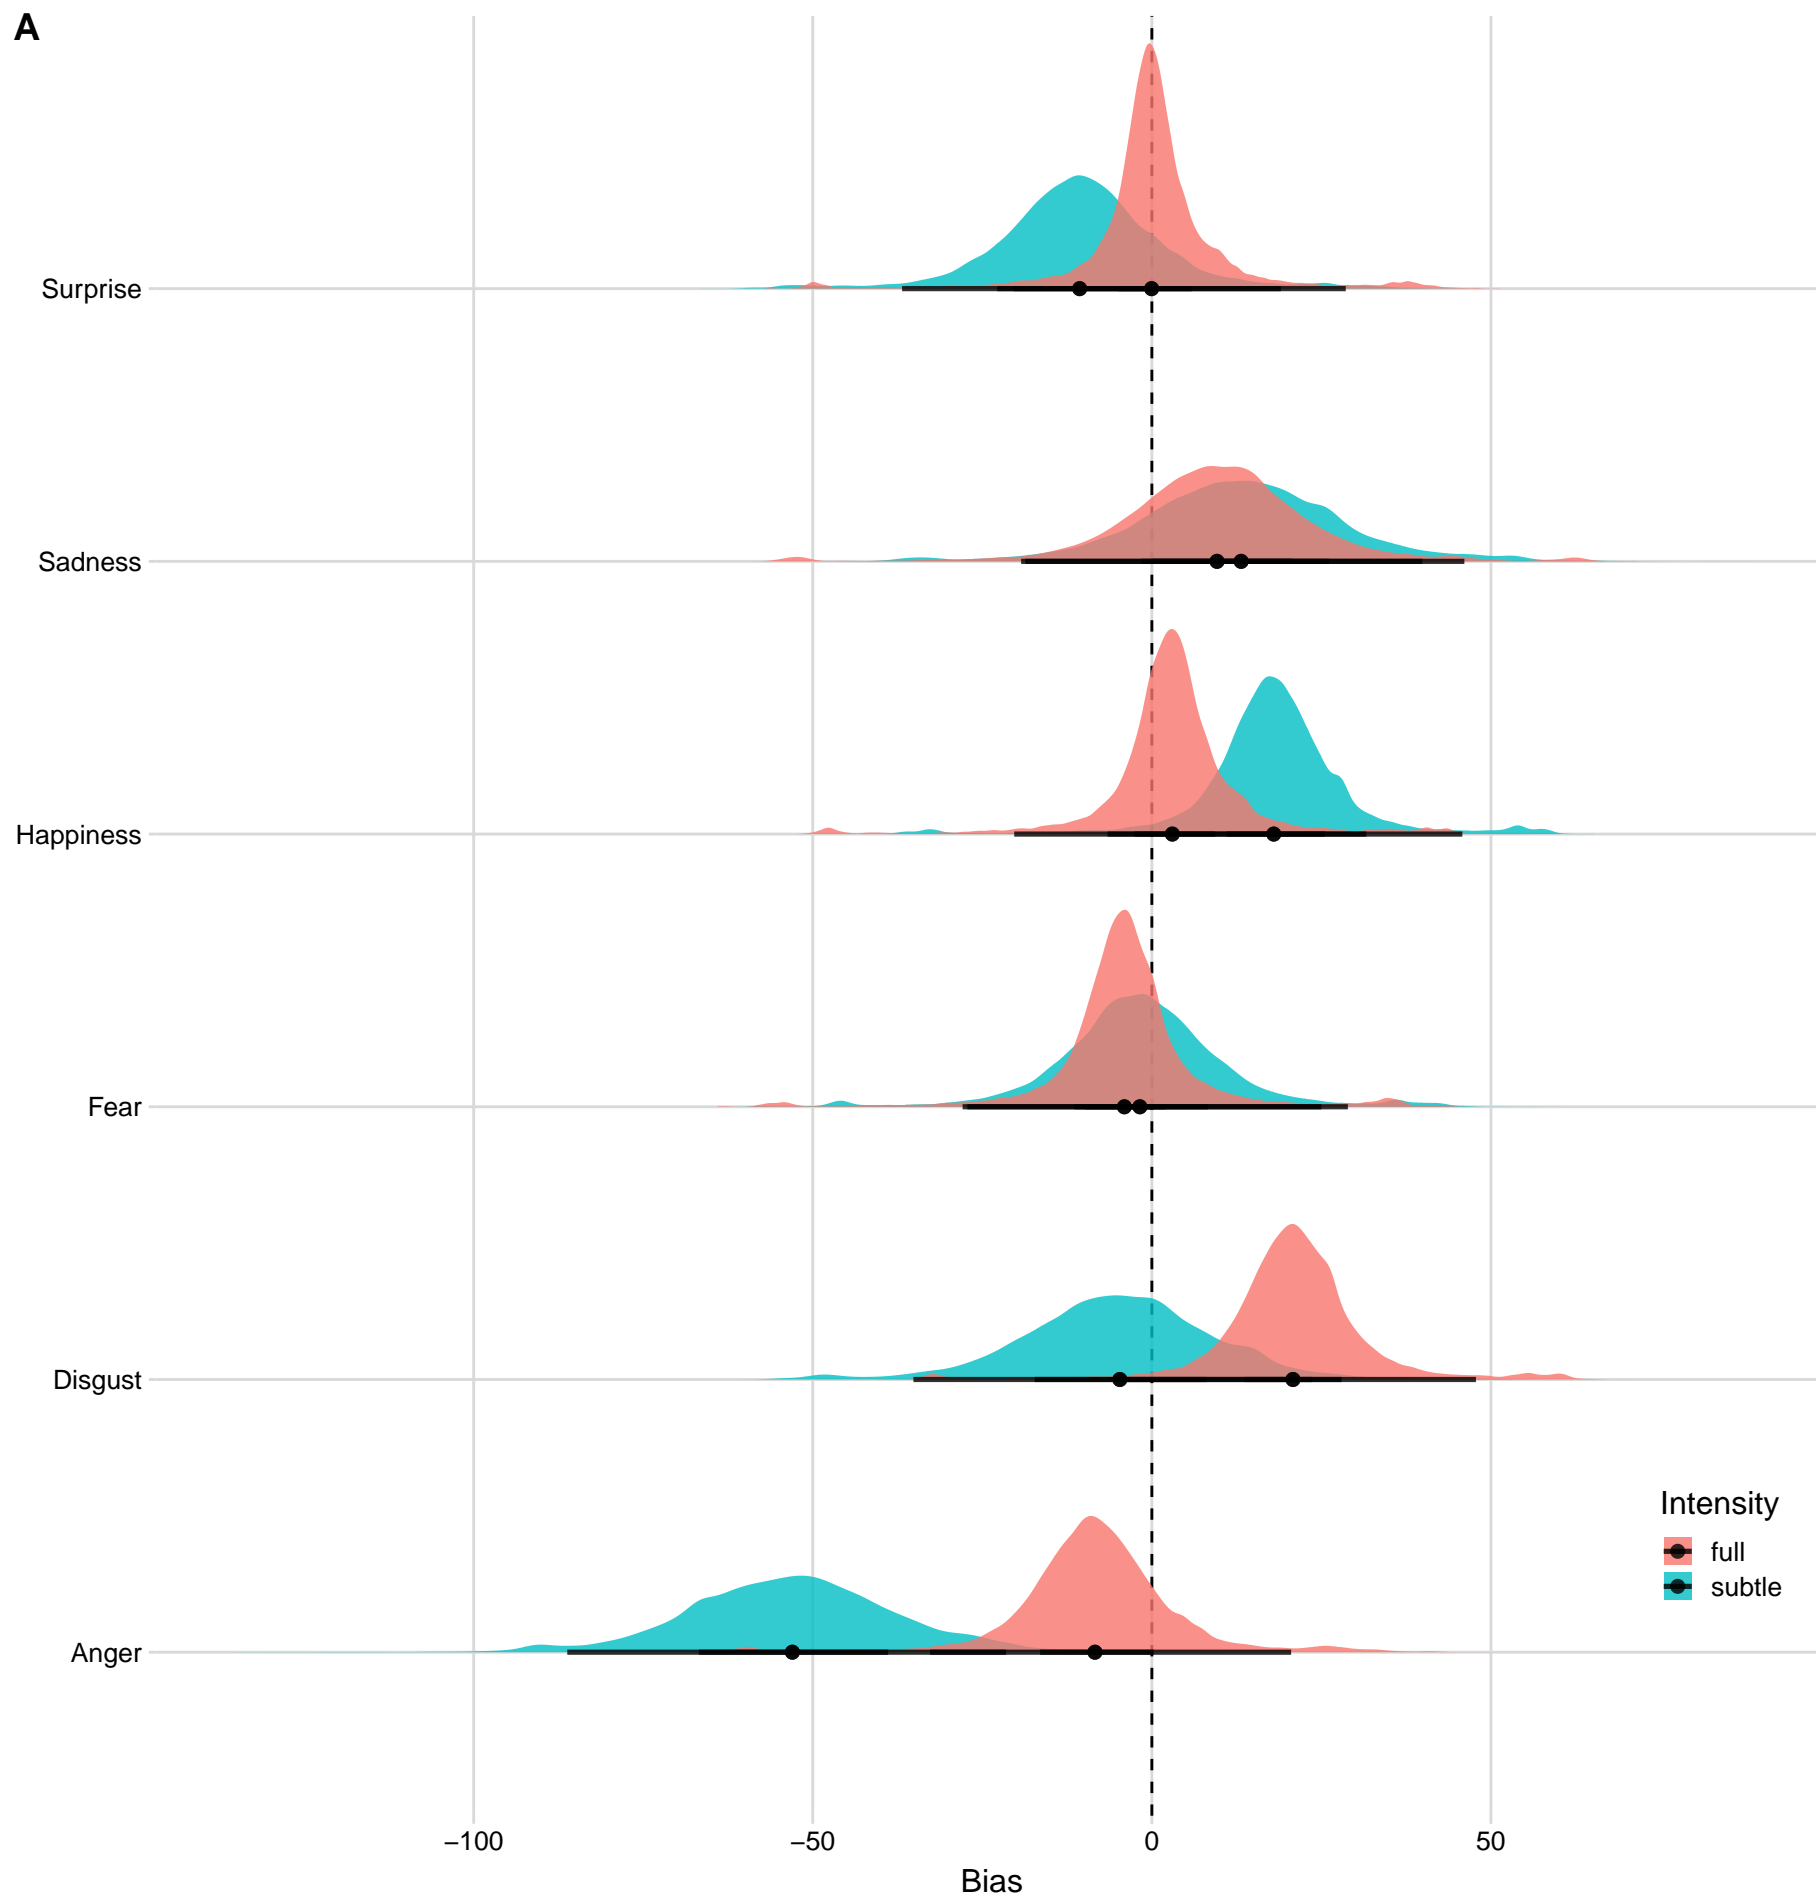 A
Surprise
Sadness
Happiness
Fear
Disgust
Anger
Intensity
full
subtle
−100
−50
0
50
Bias